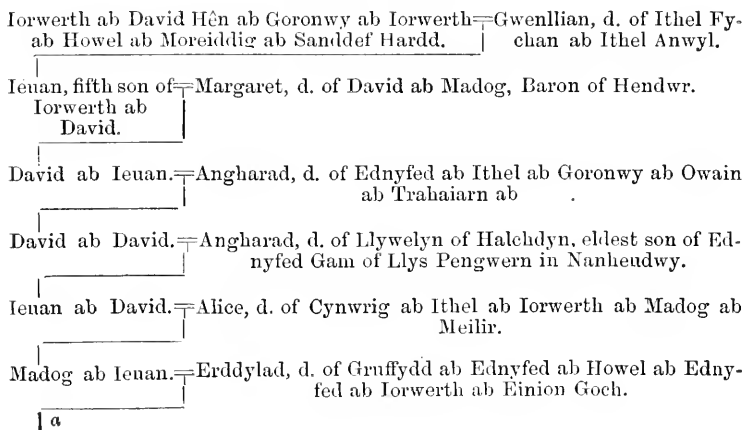 Iorwerth ab David Hên ab Goronwy ab Iorwerth=Gwenllian, d. of Ithel Fy-
ab Howel ab Moreiddig ab Sanddef Hardd. chan ab Ithel Anwyl.
Ieuan, fifth son of=Margaret, d. of David ab Madog, Baron of Hendwr.
Iorwerth ab
David.
David ab Ieuan.=Angharad, d. of Ednyfed ab Ithel ab Goronwy ab Owain
ab Trahaiarn ab .
David ab David.=Angharad, d. of Llywelyn of Halchdyn, eldest son of Ed-
nyfed Gam of Llys Pengwern in Nanheudwy.
Ieuan ab David.=Alice, d. of Cynwrig ab Ithel ab Iorwerth ab Madog ab
Meilir.
Madog ab Ieuan.=Erddylad, d. of Gruffydd ab Ednyfed ab Howel ab Edny-
fed ab Iorwerth ab Einion Goch.
a